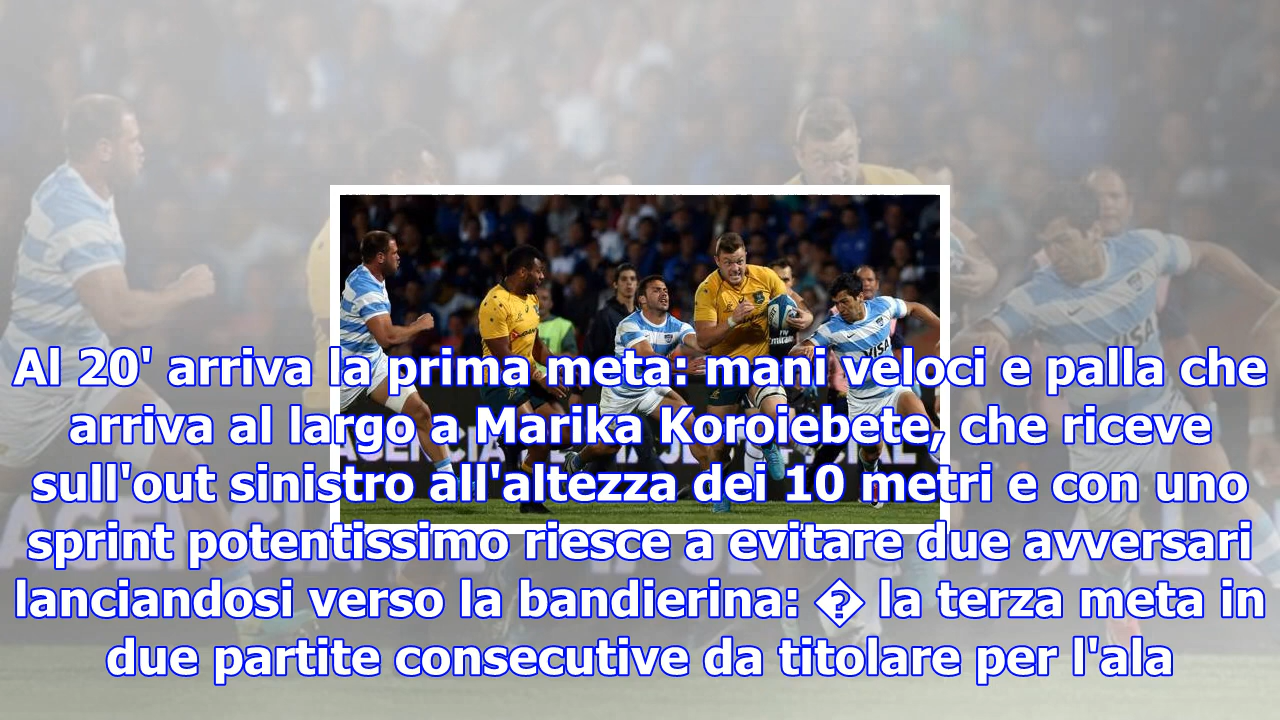 Al 20' arriva la prima meta: mani veloci e palla che
arriva al largo a Marika Koroiebete, che riceve
sull'out sinistro all'altezza dei 10 metri e con uno
sprint potentissimo riesce a evitare due avversari
lanciandosi verso la bandierina: � la terza meta in
due partite consecutive da titolare per l'ala
VISA
VISA